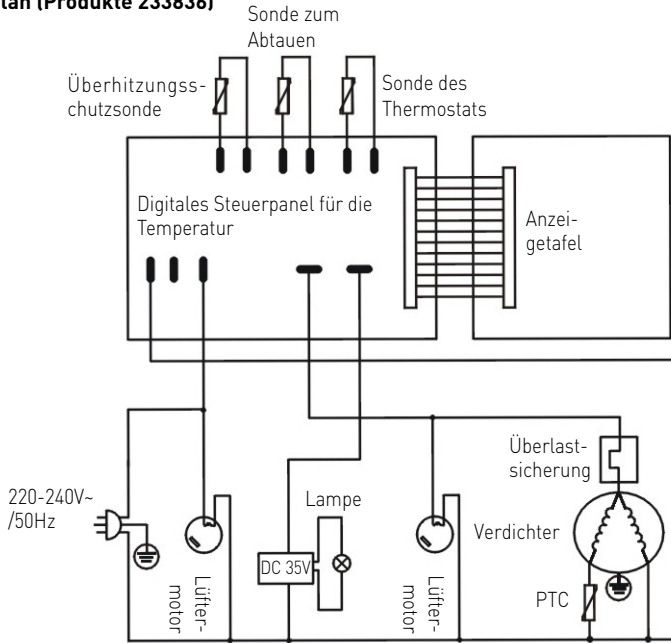 lan (Produkte 233836)
Sonde zum
Abtauen
Überhitzungss-
chutzsonde
Sonde des
Thermostats
Digitales Steuerpanel für die
Temperatur
Anzei-
getafel
Überlast-
sicherung
220-240V~
/50Hz
Lampe
Verdichter
DC 35V
Lüfter-
motor
Lüfter-
motor
PTC